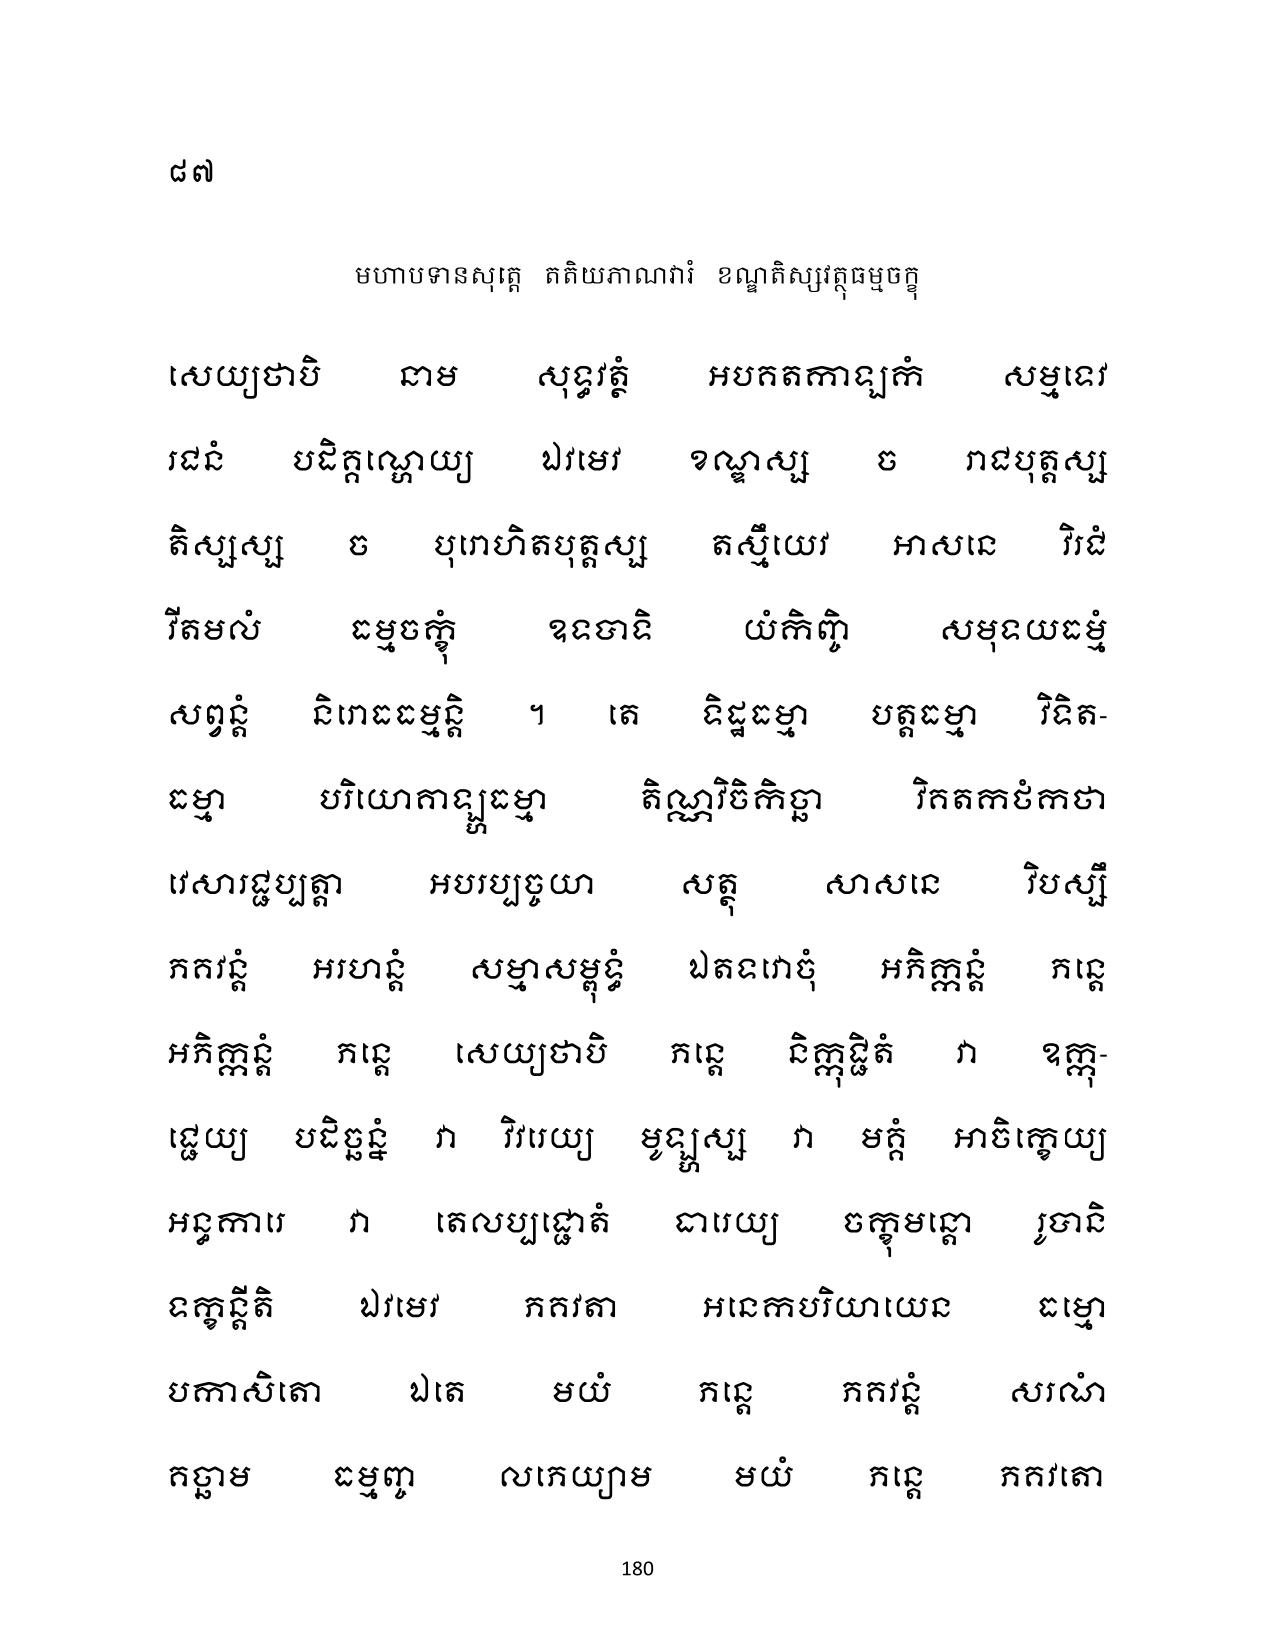 ៨៧
មហាបទានសុត្តេ តតិយភាណវារំ ខណ្ឌតិស្សវត្ថុធម្មចក្ខុ
សេយ្យថាបិ នាម សុទ្ធវត្ថំ អបគតកាឡកំ សម្មទេវ
រជនំ បដិគ្គណ្ហេយ្យ ឯវមេវ ខណ្ឌស្ស ច រាជបុត្តស្ស
តិស្សស្ស ច បុរោហិតបុត្តស្ស តស្មឹយេវ អាសនេ វិរជំ
វីតមលំ ធម្មចក្ខុំ ឧទបាទិ យំកិញ្ចិ សមុទយធម្មំ
សព្វន្តំ និរោធធម្មន្តិ ។ តេ ទិដ្ឋធម្មា បត្តធម្មា វិទិត-
ធម្មា បរិយោគាឡ្ហធម្មា តិណ្ណវិចិកិច្ឆា វិគតកថំកថា
វេសារជ្ជប្បត្តា អបរប្បច្ចយា សត្ថុ សាសនេ វិបស្សឹ
ភគវន្តំ អរហន្តំ សម្មាសម្ពុទ្ធំ ឯតទវោចុំ អភិក្កន្តំ ភន្តេ
អភិក្កន្តំ ភន្តេ សេយ្យថាបិ ភន្តេ និក្កុជ្ជិតំ វា ឧក្កុ-
ជ្ជេយ្យ បដិច្ឆន្នំ វា វិវរេយ្យ មូឡ្ហស្ស វា មគ្គំ អាចិក្ខេយ្យ
អន្ធការេ វា តេលប្បជ្ជោតំ ធារេយ្យ ចក្ខុមន្តោ រូបានិ
ទក្ខន្តីតិ ឯវមេវ ភគវតា អនេកបរិយាយេន ធម្មោ
បកាសិតោ ឯតេ មយំ ភន្តេ ភគវន្តំ សរណំ
គច្ឆាម ធម្មញ្ច លភេយ្យាម មយំ ភន្តេ ភគវតោ
180